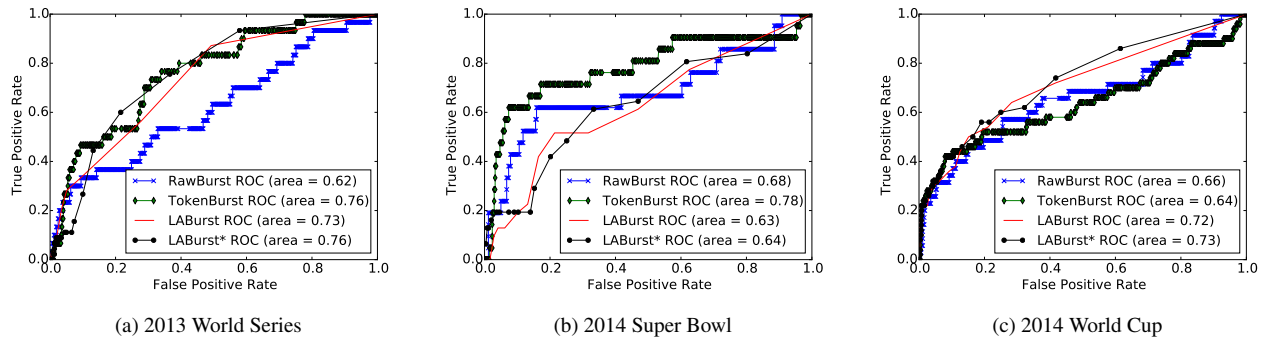 True Positive Rate
1.0
0.8
0.6
0.4
0.2
0.0
0.0 0.2 0.4 0.6 0.8 1.0
False Positive Rate
RawBurst ROC (area = 0.62)
TokenBurst ROC (area = 0.76)
LABurst ROC (area = 0.73)
LABurst* ROC (area = 0.76)
(a) 2013 World Series
True Positive Rate
1.0
0.8
0.6
0.4
0.2
0.0
0.0 0.2 0.4 0.6 0.8 1.0
False Positive Rate
RawBurst ROC (area = 0.68)
TokenBurst ROC (area = 0.78)
LABurst ROC (area = 0.63)
LABurst* ROC (area = 0.64)
(b) 2014 Super Bowl
True Positive Rate
1.0
0.8
0.6
0.4
0.2
0.0
0.0 0.2 0.4 0.6 0.8 1.0
False Positive Rate
RawBurst ROC (area = 0.66)
TokenBurst ROC (area = 0.64)
LABurst ROC (area = 0.72)
LABurst* ROC (area = 0.73)
(c) 2014 World Cup